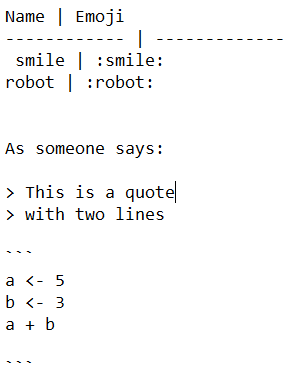 Name | Emoji
------------ | -------------
 smile | :smile:
robot | :robot:

As someone says:

> This is a quote
> with two lines

```
a <- 5
b <- 3
a + b

```